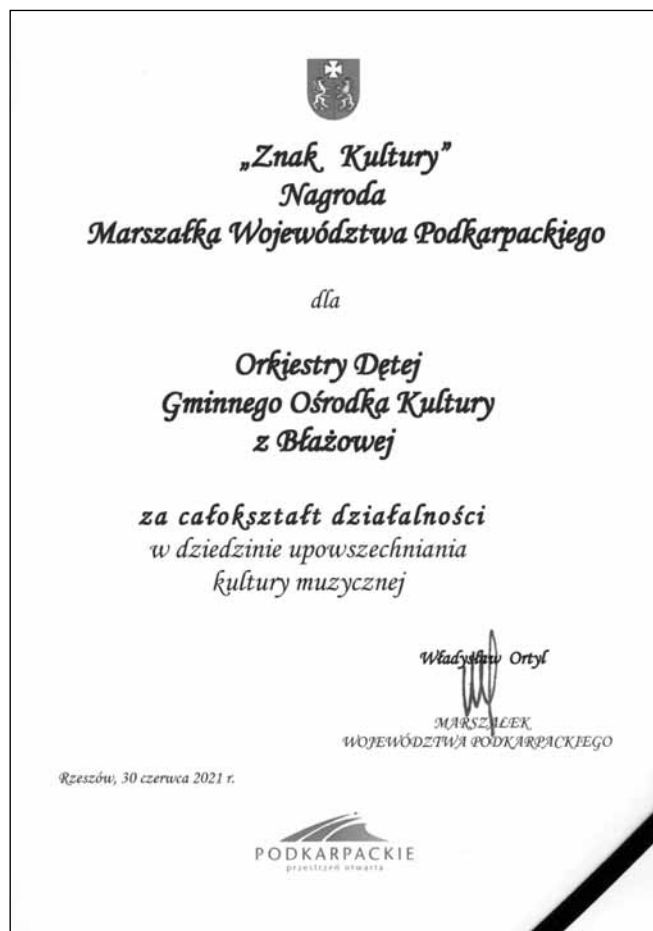 „Znak Kultury”
Nagroda
Marszałka Województwa Podkarpackiego
dla
Orkiestry Dętej
Gminnego Ośrodka Kultury
z Błażowej
za całokształt działalności
w dziedzinie upowszechniania
kultury muzycznej
Władysław Ortyl
MARSZAŁEK
WOJEWÓDZTWA PODKARPACKIEGO
Rzeszów, 30 czerwca 2021 r.
PODKARPACKIE
przestrzeń otwarta